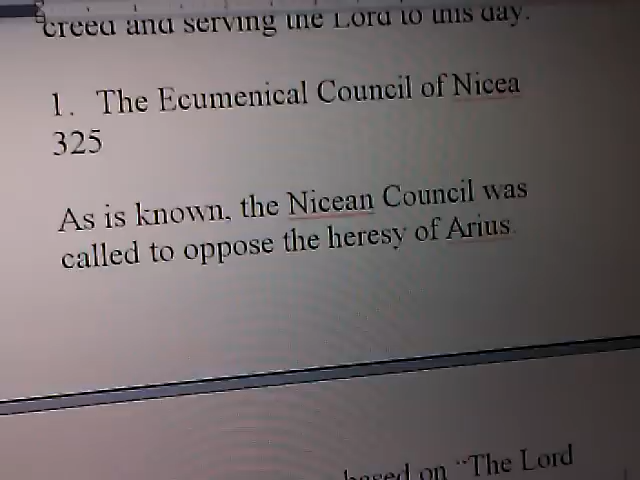 creed and serving the Lord to this day.
1. The Ecumenical Council of Nicea
325
As is known, the Nicean Council was
called to oppose the heresy of Arius.
based on "The Lord